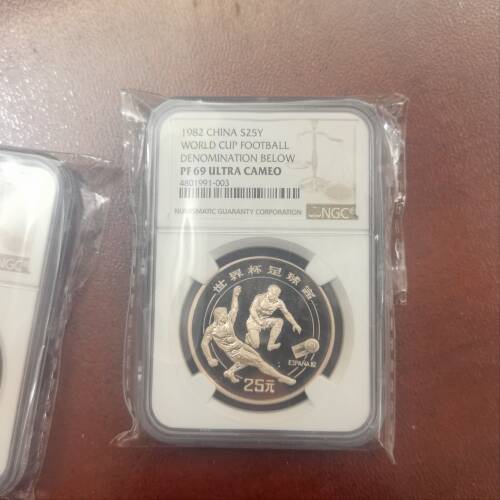 1982 CHINA S25Y
WORLD CUP FOOTBALL
DENOMINATION BELOW
PF 69 ULTRA CAMEO
4801991-003
NUMISMATIC GUARANTY CORPORATION
NGC
世界杯足球赛
ESPAÑA 82
25元
NGC